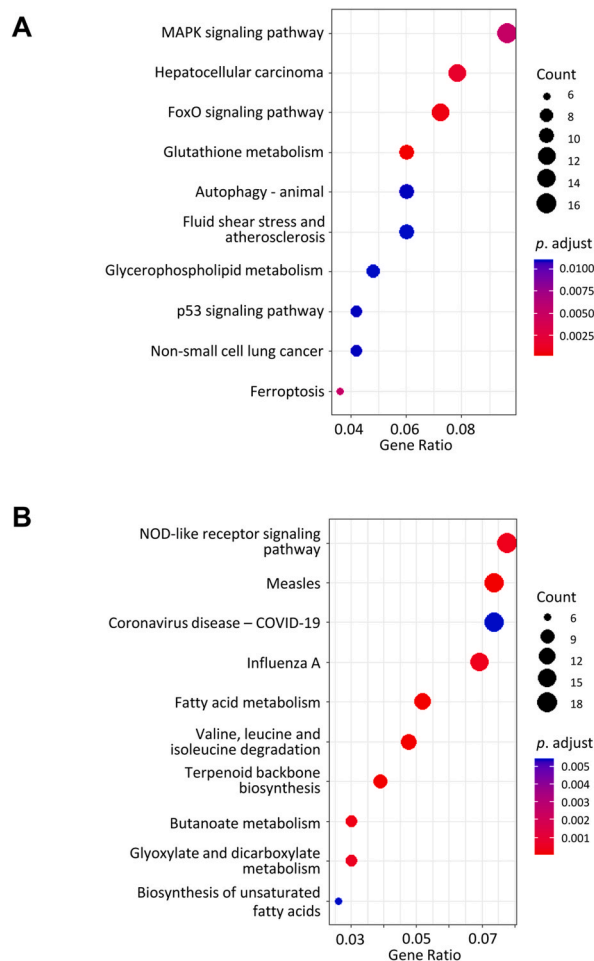 A
MAPK signaling pathway
Hepatocellular carcinoma
FoxO signaling pathway
Glutathione metabolism
Autophagy - animal
Fluid shear stress and
atherosclerosis
Glycerophospholipid metabolism
p53 signaling pathway
Non-small cell lung cancer
Ferroptosis
0.04 0.06 0.08
Gene Ratio
Count
6
8
10
12
14
16
p. adjust
0.0100
0.0075
0.0050
0.0025
B
NOD-like receptor signaling
pathway
Measles
Coronavirus disease – COVID-19
Influenza A
Fatty acid metabolism
Valine, leucine and
isoleucine degradation
Terpenoid backbone
biosynthesis
Butanoate metabolism
Glyoxylate and dicarboxylate
metabolism
Biosynthesis of unsaturated
fatty acids
0.03 0.05 0.07
Gene Ratio
Count
6
9
12
15
18
p. adjust
0.005
0.004
0.003
0.002
0.001